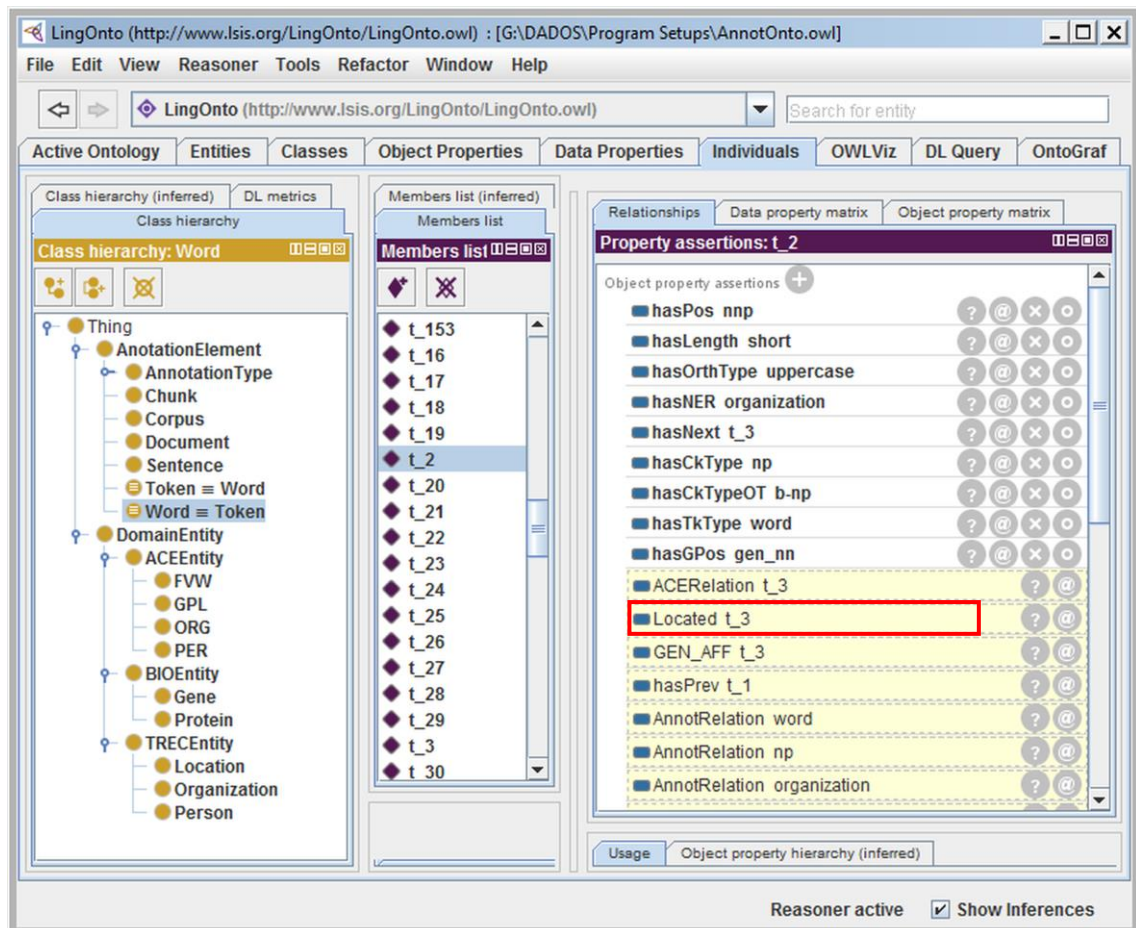 LingOnto (http://www.lsis.org/LingOnto/LingOnto.owl) : [G:\DADOS\Program Setups\AnnotOnto.owl]
File Edit View Reasoner Tools Refactor Window Help
LingOnto (http://www.lsis.org/LingOnto/LingOnto.owl)
Search for entity
Active Ontology Entities Classes Object Properties Data Properties Individuals OWLViz DL Query OntoGraf
Class hierarchy (inferred) DL metrics
Class hierarchy
Class hierarchy: Word
Thing
AnotationElement
AnnotationType
Chunk
Corpus
Document
Sentence
Token ≡ Word
Word ≡ Token
DomainEntity
ACEEntity
FVW
GPL
ORG
PER
BIOEntity
Gene
Protein
TRECEntity
Location
Organization
Person
Members list (inferred)
Members list
Members list
t_153
t_16
t_17
t_18
t_19
t_2
t_20
t_21
t_22
t_23
t_24
t_25
t_26
t_27
t_28
t_29
t_3
t_30
Relationships Data property matrix Object property matrix
Property assertions: t_2
Object property assertions
hasPos nnp
hasLength short
hasOrthType uppercase
hasNER organization
hasNext t_3
hasCkType np
hasCkTypeOT b-np
hasTkType word
hasGPos gen_nn
ACERelation t_3
Located t_3
GEN_AFF t_3
hasPrev t_1
AnnotRelation word
AnnotRelation np
AnnotRelation organization
Usage Object property hierarchy (inferred)
Reasoner active Show Inferences